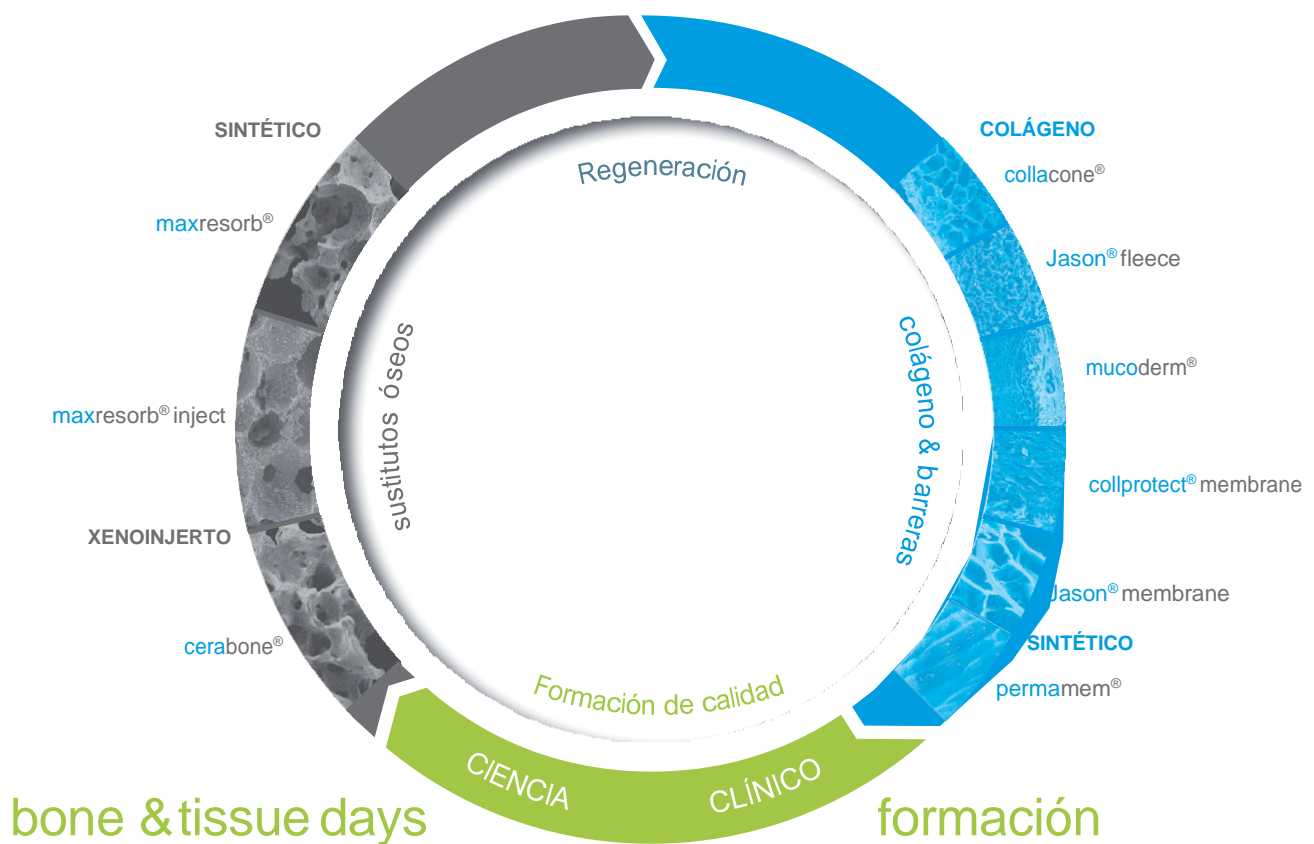 SINTÉTICO
maxresorb®
maxresorb® inject
XENOINJERTO
cerabone®
Regeneración
sustitutos óseos
colágeno & barreras
Formación de calidad
COLÁGENO
collacone®
Jason® fleece
mucoderm®
collprotect® membrane
Jason® membrane
SINTÉTICO
permamem®
CIENCIA
CLÍNICO
bone & tissue days
formación